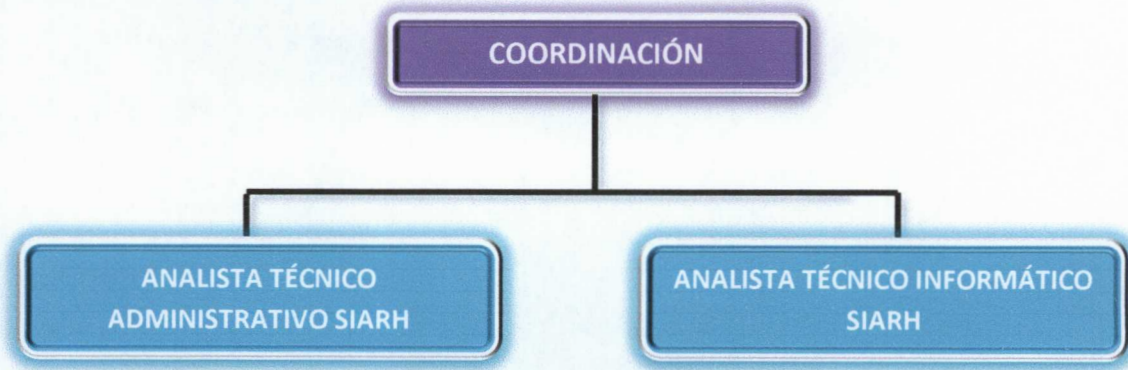 COORDINACIÓN
ANALISTA TÉCNICO
ADMINISTRATIVO SIARH
ANALISTA TÉCNICO INFORMÁTICO
SIARH